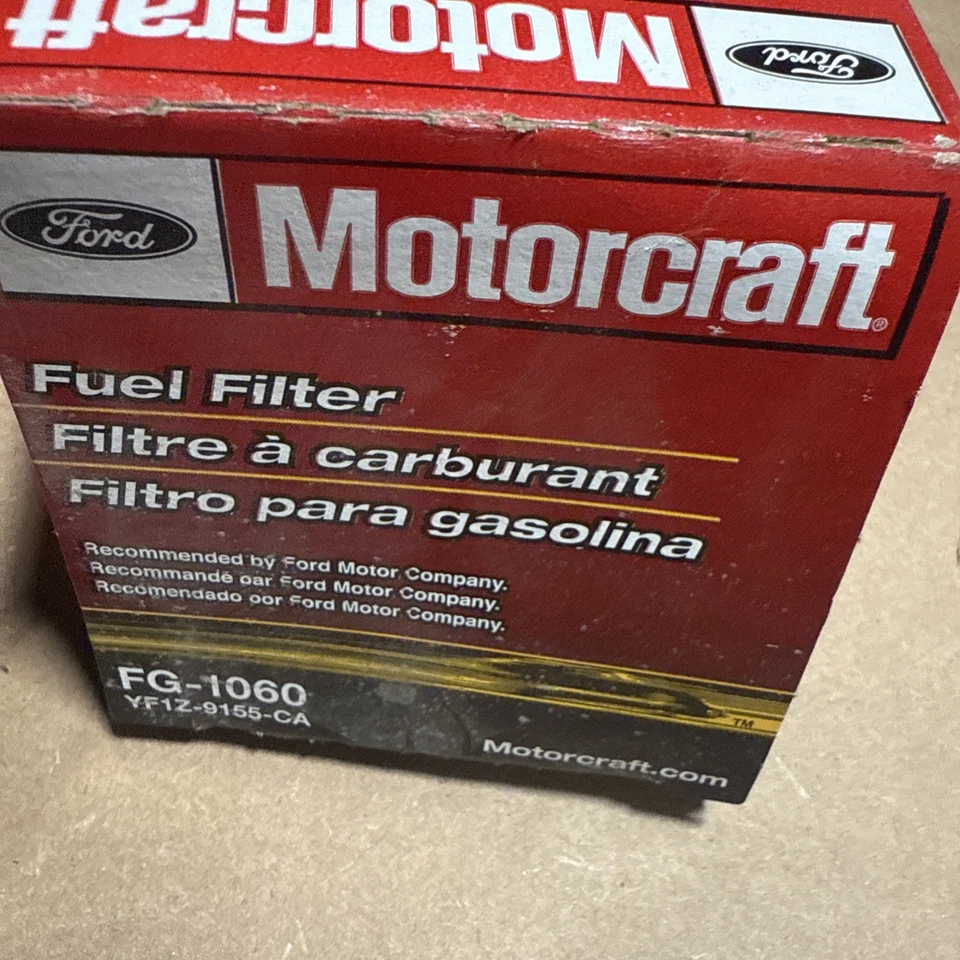 Motorcraft Ford
Ford Motorcraft®
Fuel Filter
Filtre à carburant
Filtro para gasolina
Recommended by Ford Motor Company.
Recommandé par Ford Motor Company.
Recomendado por Ford Motor Company.
FG-1060
YF1Z-9155-CA
TM
Motorcraft.com